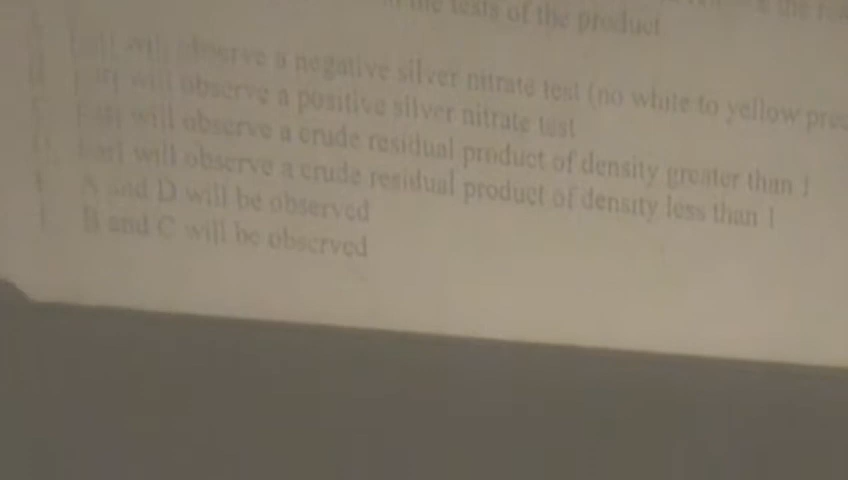 the tests of the product
will observe a negative silver nitrate test (no white to yellow
will observe a positive silver nitrate test
will observe a crude residual product of density greater than 1
will observe a crude residual product of density less than 1
A and D will be observed
B and C will be observed